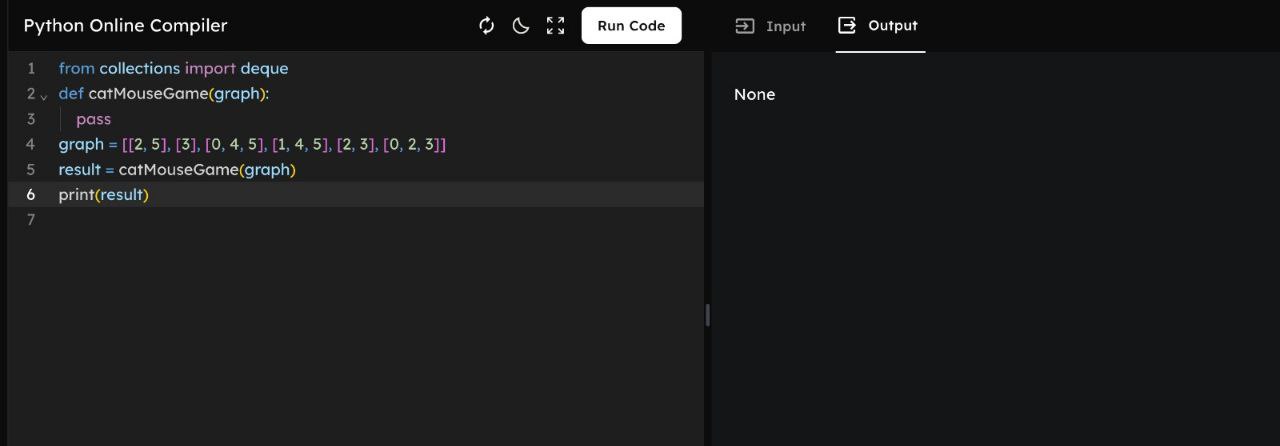 Python Online Compiler
Run Code
Input
Output
1 from collections import deque
2 def catMouseGame(graph):
3 pass
4 graph = [[2, 5], [3], [0, 4, 5], [1, 4, 5], [2, 3], [0, 2, 3]]
5 result = catMouseGame(graph)
6 print(result)
7
None